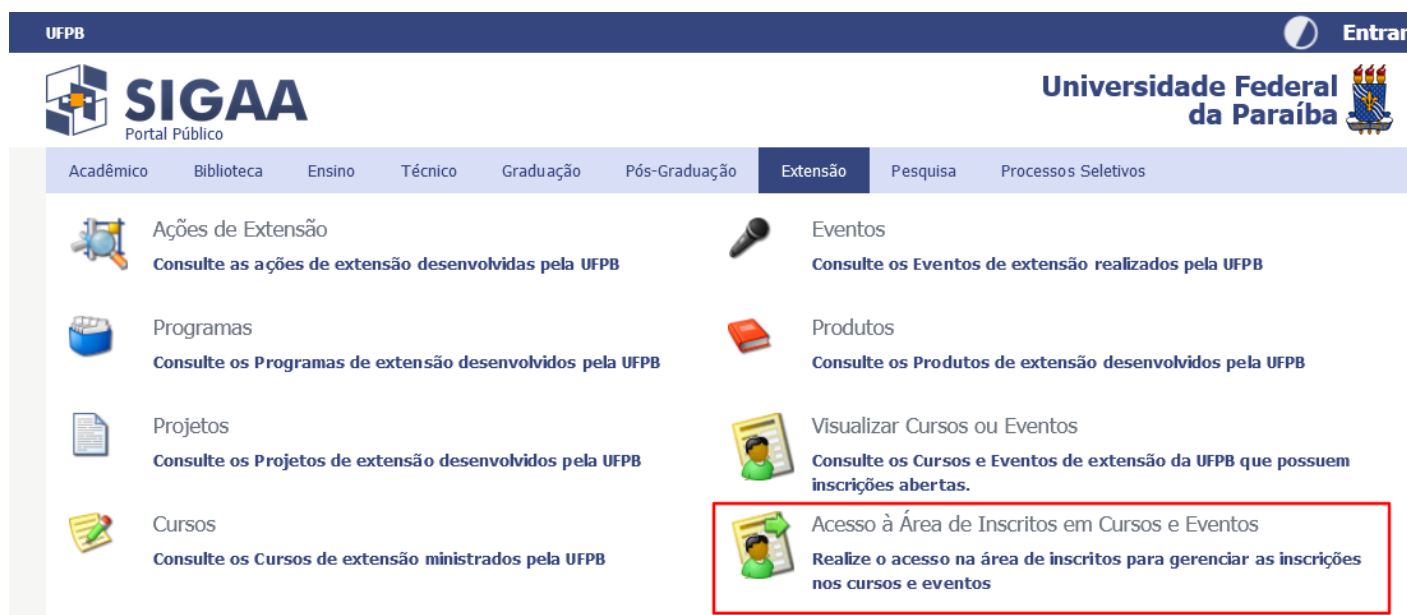 UFPB
Entrar
SIGAA
Portal Público
Universidade Federal
da Paraíba
Acadêmico Biblioteca Ensino Técnico Graduação Pós-Graduação Extensão Pesquisa Processos Seletivos
Ações de Extensão
Consulte as ações de extensão desenvolvidas pela UFPB
Eventos
Consulte os Eventos de extensão realizados pela UFPB
Programas
Consulte os Programas de extensão desenvolvidos pela UFPB
Produtos
Consulte os Produtos de extensão desenvolvidos pela UFPB
Projetos
Consulte os Projetos de extensão desenvolvidos pela UFPB
Visualizar Cursos ou Eventos
Consulte os Cursos e Eventos de extensão da UFPB que possuem
inscrições abertas.
Cursos
Consulte os Cursos de extensão ministrados pela UFPB
Acesso à Área de Inscritos em Cursos e Eventos
Realize o acesso na área de inscritos para gerenciar as inscrições
nos cursos e eventos